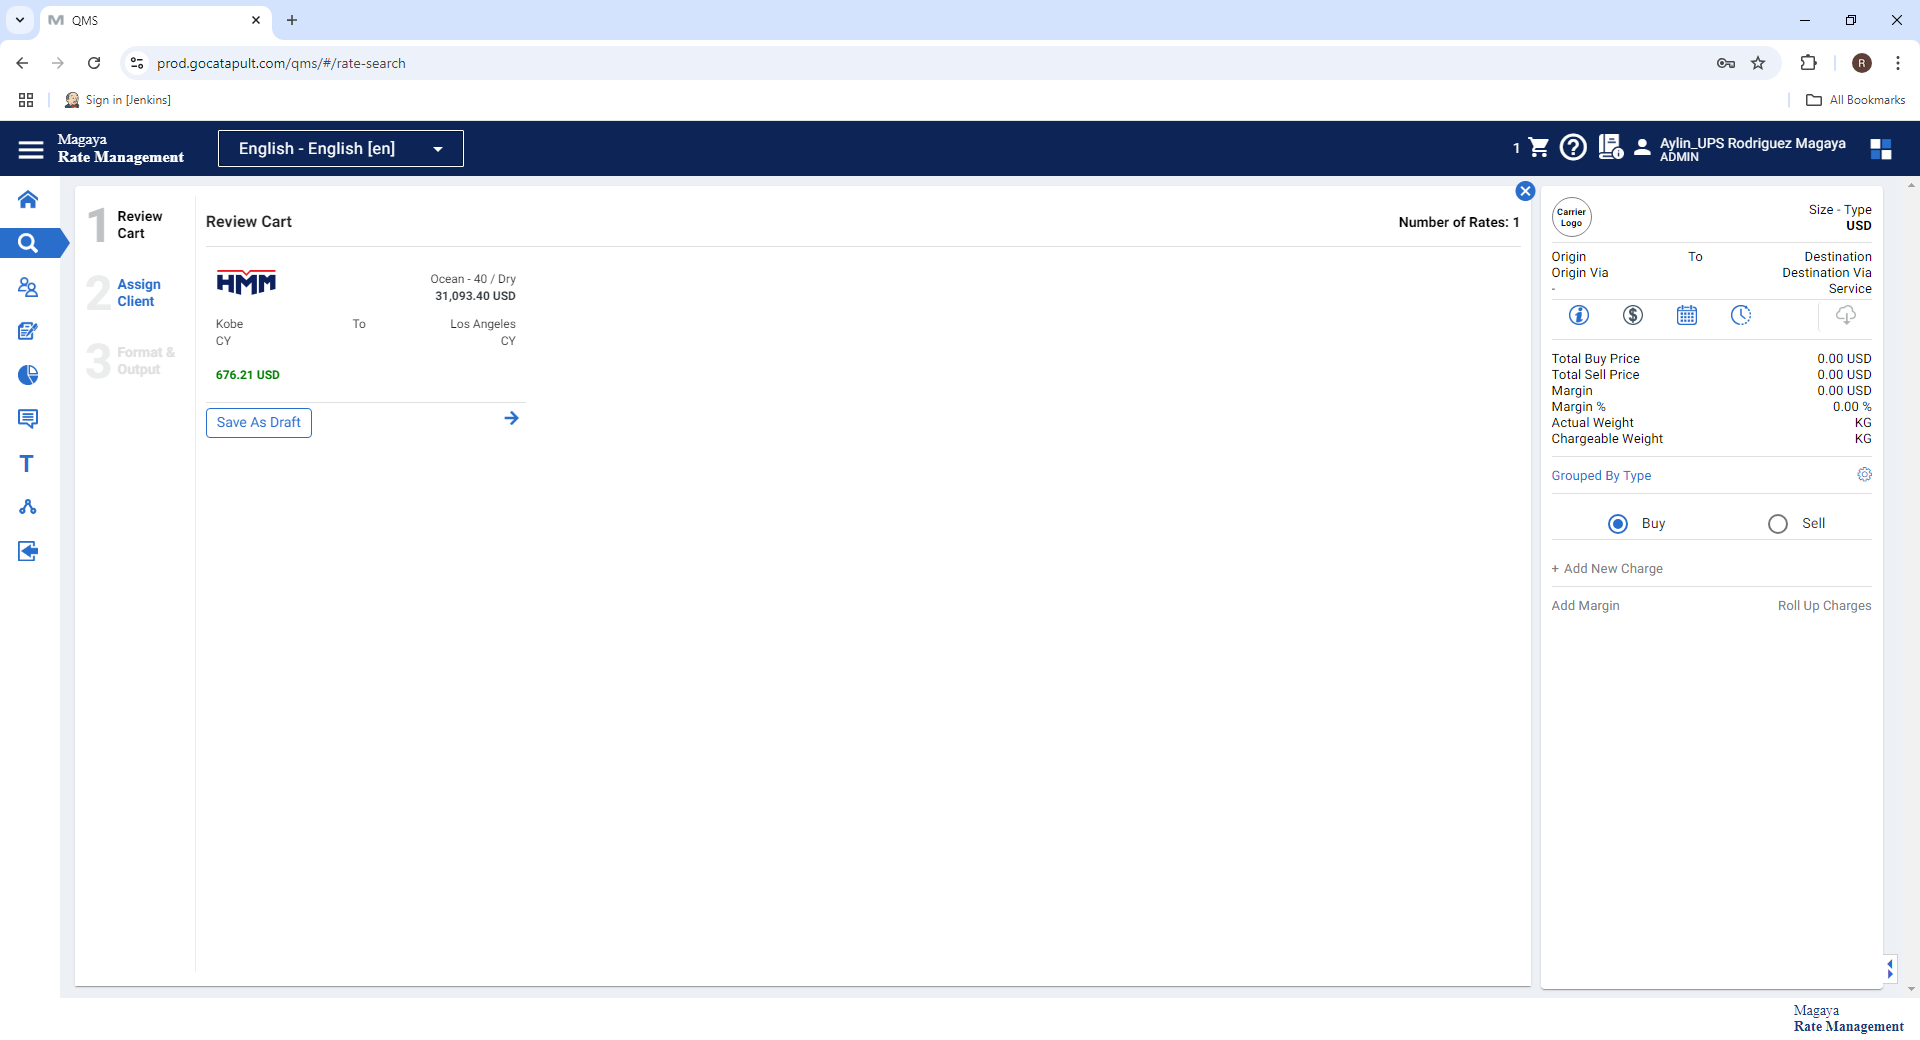 QMS
prod.gocatapult.com/qms/#/rate-search
R
Sign in [Jenkins]
All Bookmarks
Magaya
Rate Management
English - English [en]
1
Aylin_UPS Rodriguez Magaya
ADMIN
1
Review
Cart
2
Assign
Client
3
Format &
Output
Review Cart
Number of Rates: 1
HMM
Ocean - 40 / Dry
31,093.40 USD
Kobe To Los Angeles
CY CY
676.21 USD
Save As Draft
Carrier
Logo
Size - Type
USD
Origin To Destination
Origin Via Destination Via
- Service
Total Buy Price 0.00 USD
Total Sell Price 0.00 USD
Margin 0.00 USD
Margin % 0.00 %
Actual Weight KG
Chargeable Weight KG
Grouped By Type
Buy Sell
+ Add New Charge
Add Margin Roll Up Charges
Magaya
Rate Management